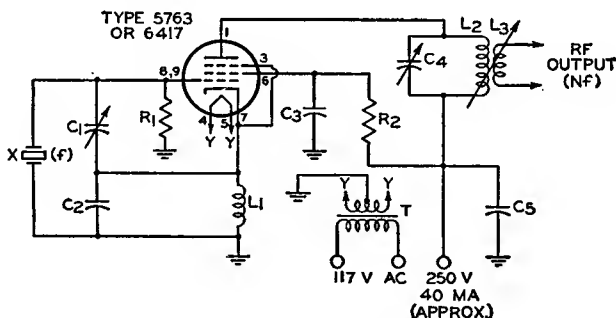 TYPE 5763
OR 6417
1
L2 L3
8,9
3
6
C4
RF
OUTPUT
(Nf)
C1
R1
4 5 7
Y Y
C3
R2
X (f)
C2
L1
Y Y
T
C5
117 V AC
250 V
40 MA
(APPROX.)